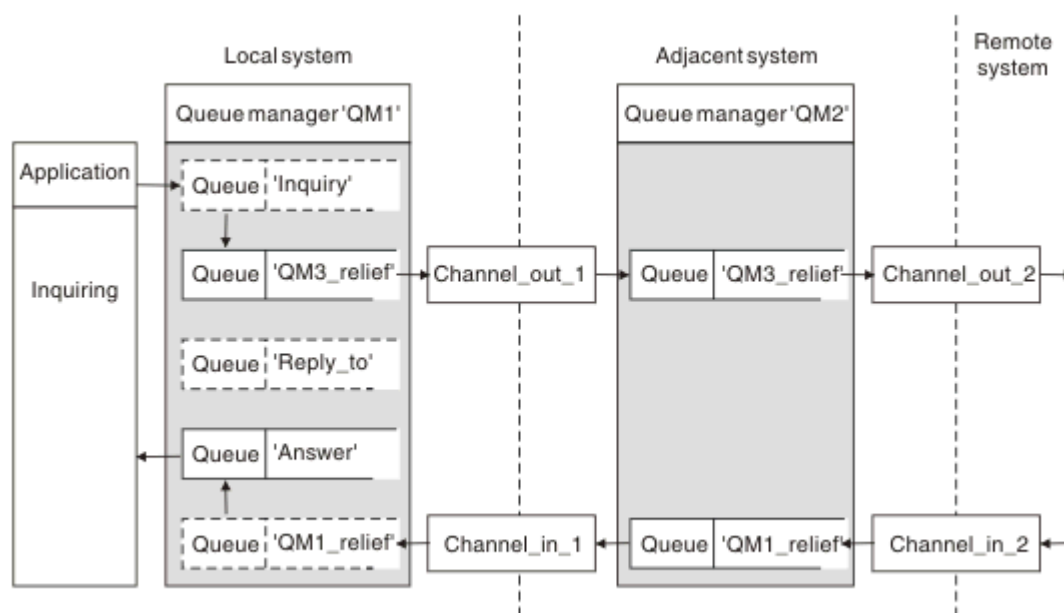 Local system
Adjacent system
Remote
system
Queue manager 'QM1'
Queue manager 'QM2'
Application
Inquiring
Queue 'Inquiry'
Queue 'QM3_relief'
Channel_out_1
Queue 'QM3_relief'
Channel_out_2
Queue 'Reply_to'
Queue 'Answer'
Queue 'QM1_relief'
Channel_in_1
Queue 'QM1_relief'
Channel_in_2